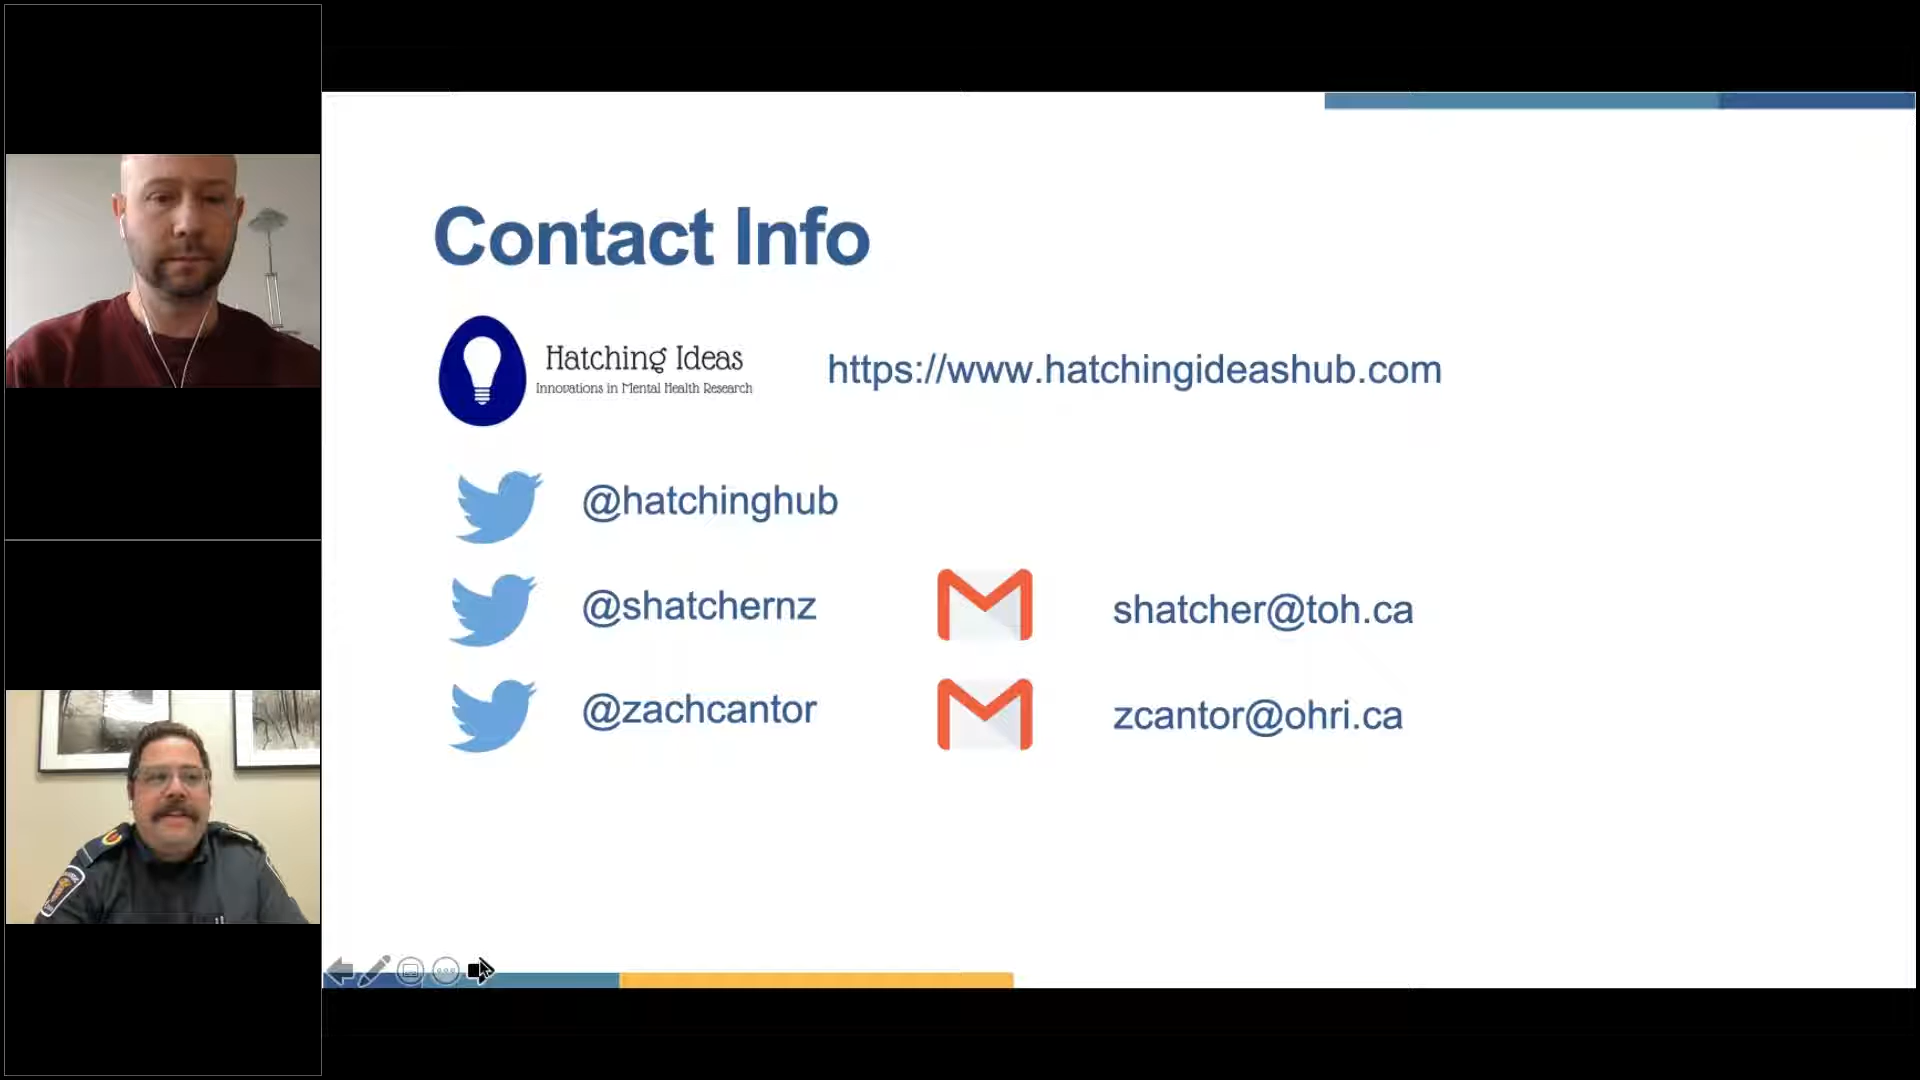 Contact Info
Hatching Ideas
Innovations in Mental Health Research
https://www.hatchingideashub.com
@hatchinghub
@shatchernz
shatcher@toh.ca
@zachcantor
zcantor@ohri.ca